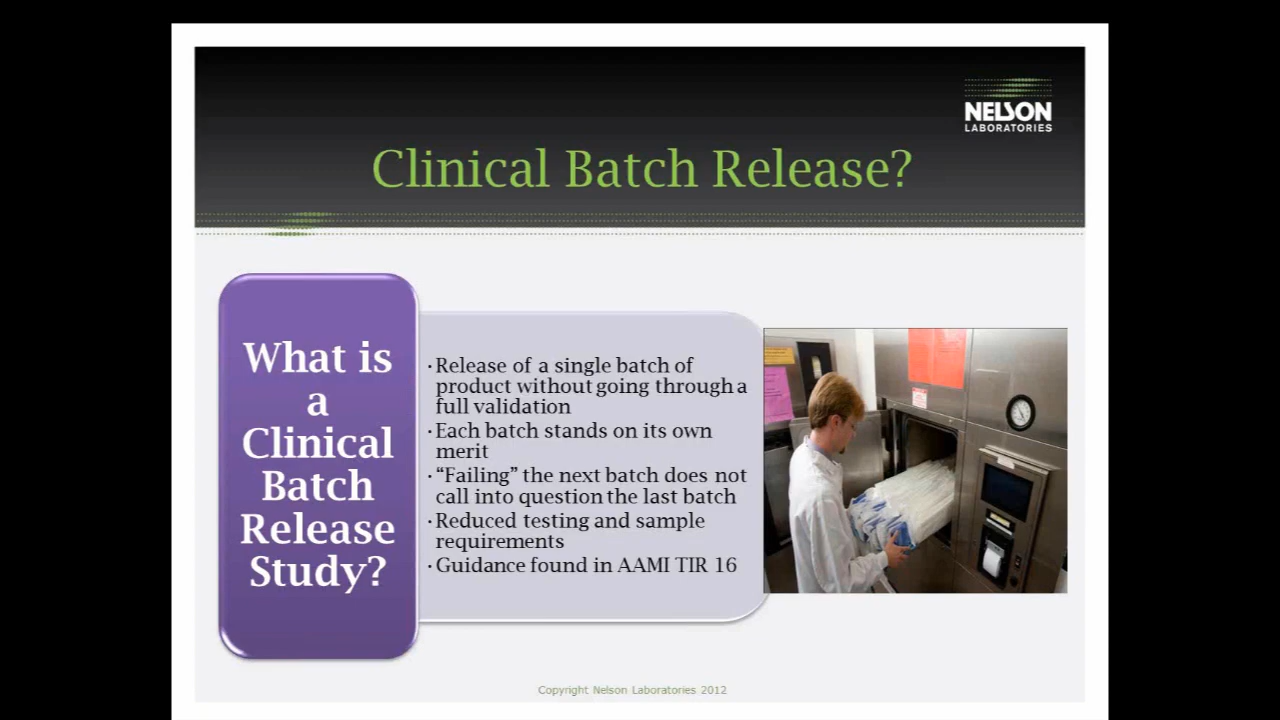 NELSON
LABORATORIES
Clinical Batch Release?
What is
a
Clinical
Batch
Release
Study?
· Release of a single batch of
product without going through a
full validation
· Each batch stands on its own
merit
· “Failing” the next batch does not
call into question the last batch
· Reduced testing and sample
requirements
· Guidance found in AAMI TIR 16
Copyright Nelson Laboratories 2012